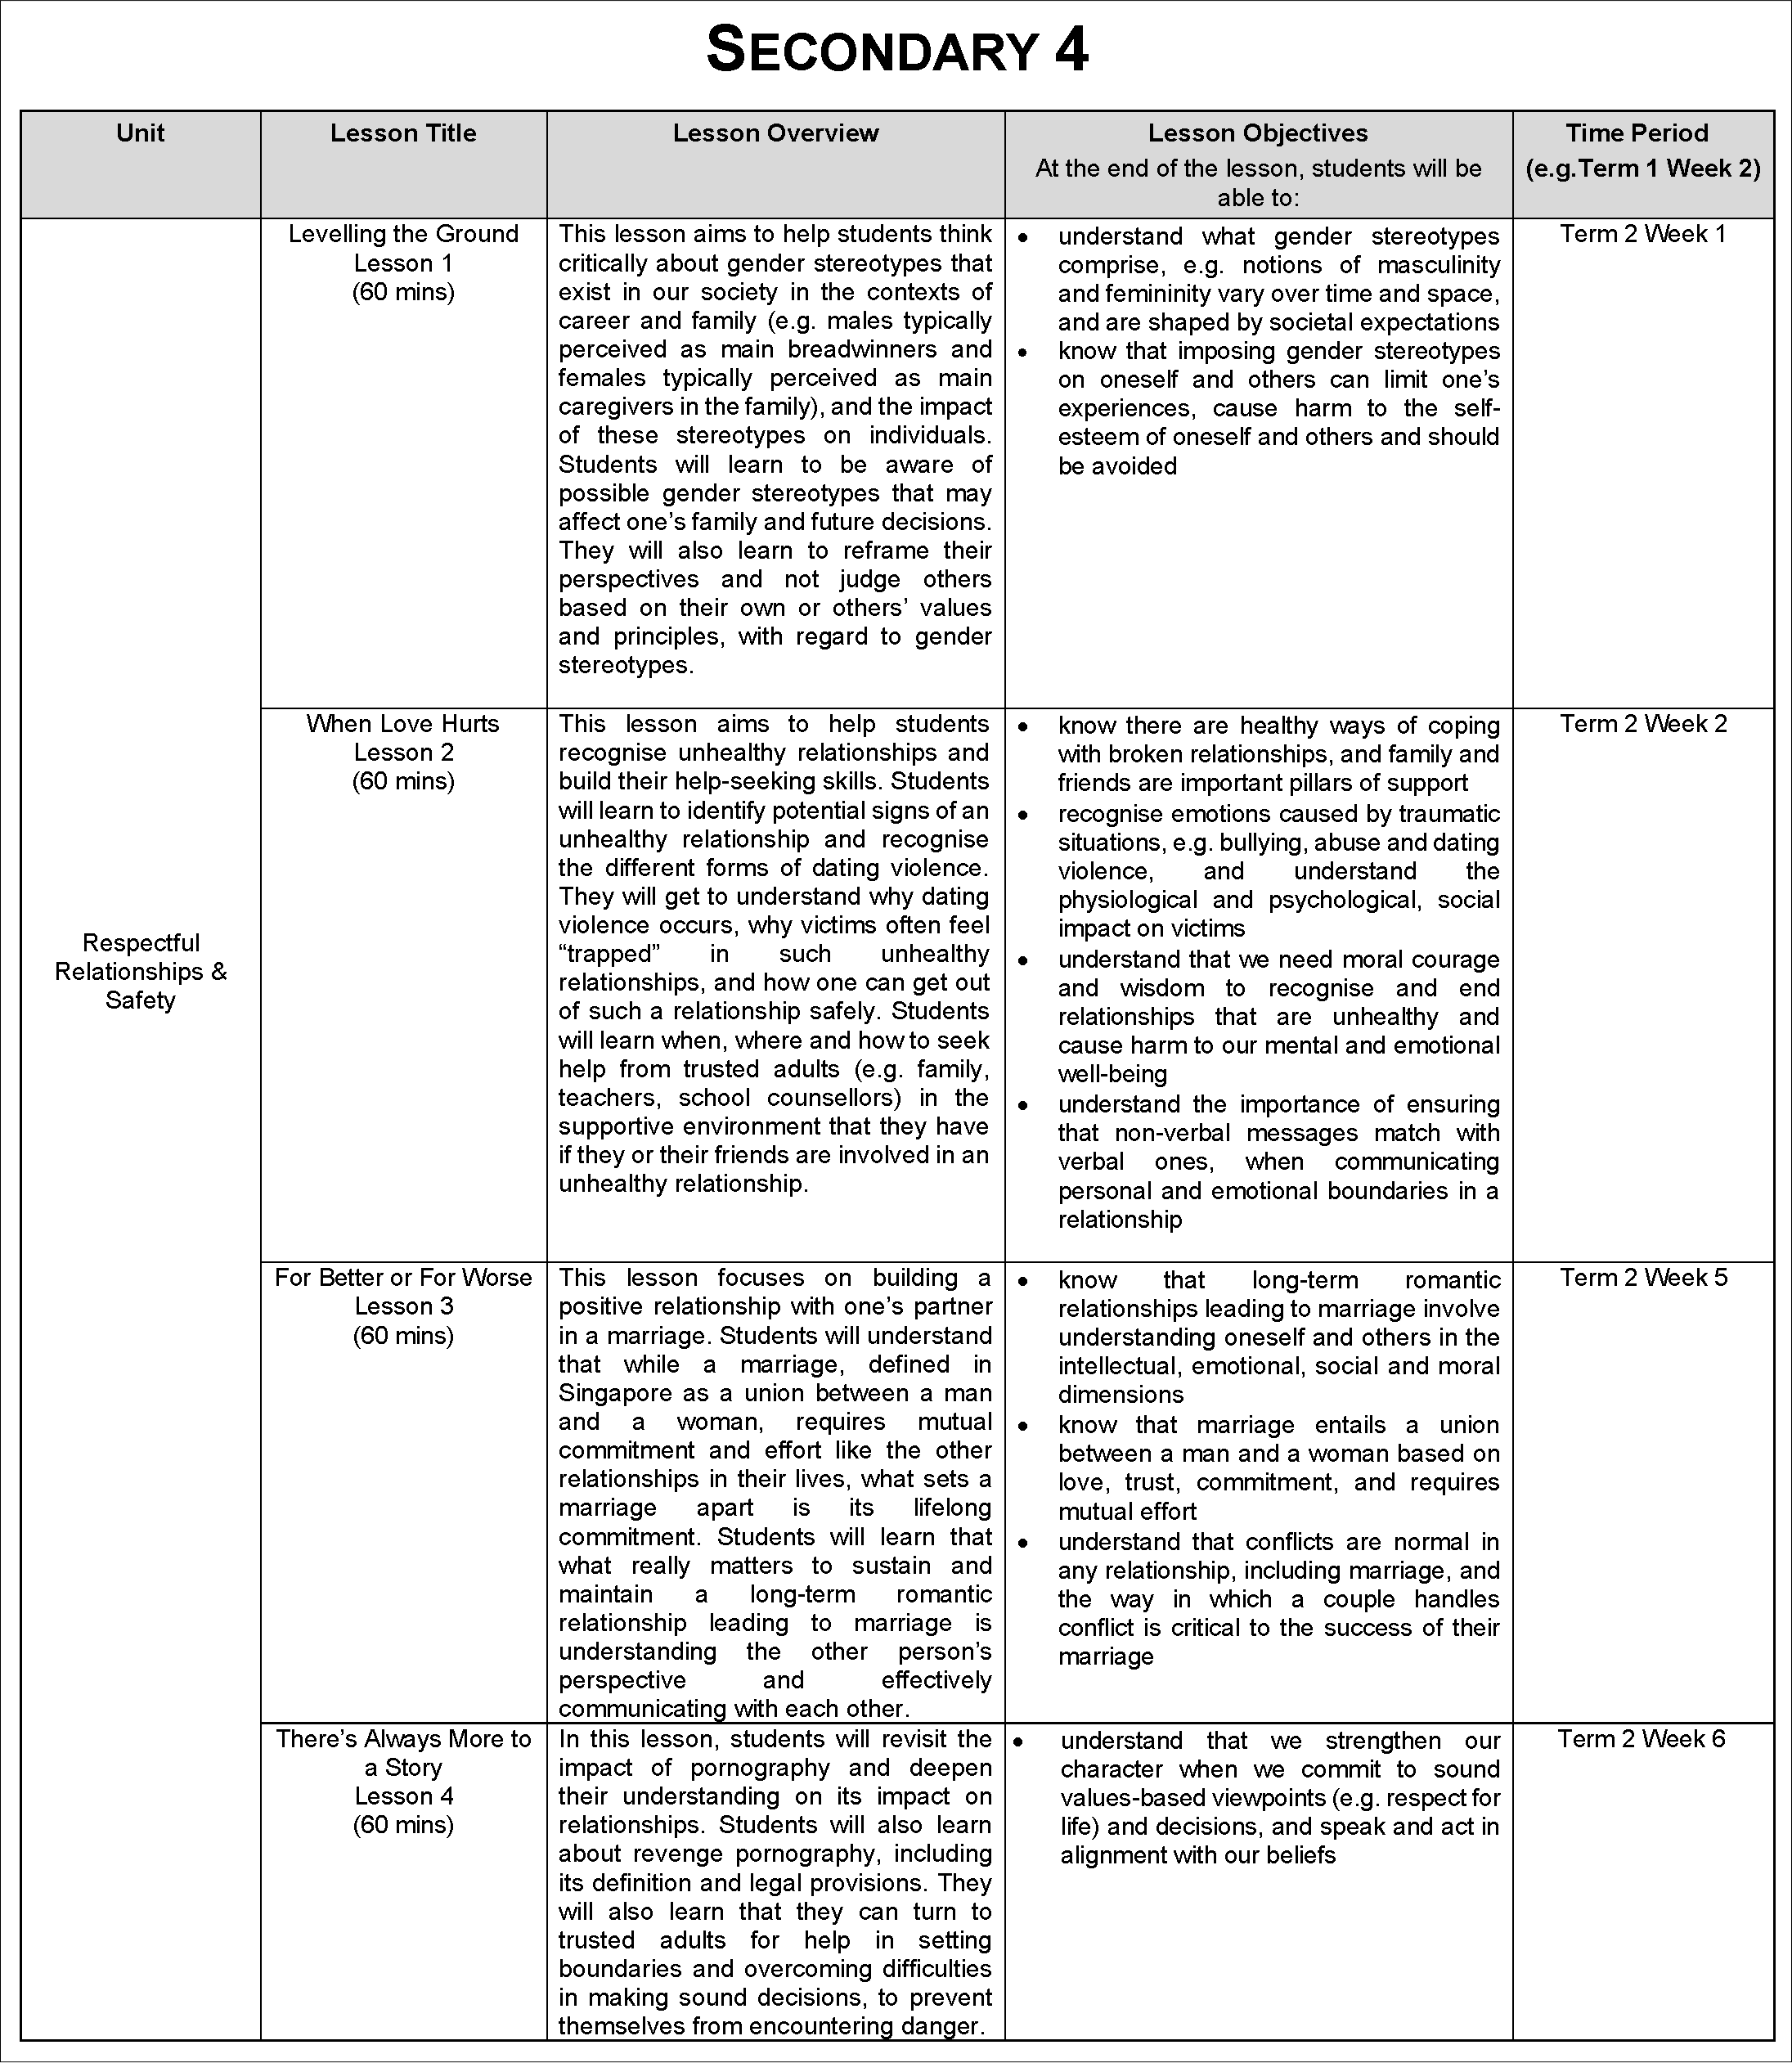 SECONDARY 4
Unit
Lesson Title
Lesson Overview
Lesson Objectives
At the end of the lesson, students will be
able to:
Time Period
(e.g.Term 1 Week 2)
Respectful
Relationships &
Safety
Levelling the Ground
Lesson 1
(60 mins)
This lesson aims to help students think
critically about gender stereotypes that
exist in our society in the contexts of
career and family (e.g. males typically
perceived as main breadwinners and
females typically perceived as main
caregivers in the family), and the impact
of these stereotypes on individuals.
Students will learn to be aware of
possible gender stereotypes that may
affect one’s family and future decisions.
They will also learn to reframe their
perspectives and not judge others
based on their own or others’ values
and principles, with regard to gender
stereotypes.
• understand what gender stereotypes
comprise, e.g. notions of masculinity
and femininity vary over time and space,
and are shaped by societal expectations
• know that imposing gender stereotypes
on oneself and others can limit one’s
experiences, cause harm to the self-
esteem of oneself and others and should
be avoided
Term 2 Week 1
When Love Hurts
Lesson 2
(60 mins)
This lesson aims to help students
recognise unhealthy relationships and
build their help-seeking skills. Students
will learn to identify potential signs of an
unhealthy relationship and recognise
the different forms of dating violence.
They will get to understand why dating
violence occurs, why victims often feel
“trapped” in such unhealthy
relationships, and how one can get out
of such a relationship safely. Students
will learn when, where and how to seek
help from trusted adults (e.g. family,
teachers, school counsellors) in the
supportive environment that they have
if they or their friends are involved in an
unhealthy relationship.
• know there are healthy ways of coping
with broken relationships, and family and
friends are important pillars of support
• recognise emotions caused by traumatic
situations, e.g. bullying, abuse and dating
violence, and understand the
physiological and psychological, social
impact on victims
• understand that we need moral courage
and wisdom to recognise and end
relationships that are unhealthy and
cause harm to our mental and emotional
well-being
• understand the importance of ensuring
that non-verbal messages match with
verbal ones, when communicating
personal and emotional boundaries in a
relationship
Term 2 Week 2
For Better or For Worse
Lesson 3
(60 mins)
This lesson focuses on building a
positive relationship with one’s partner
in a marriage. Students will understand
that while a marriage, defined in
Singapore as a union between a man
and a woman, requires mutual
commitment and effort like the other
relationships in their lives, what sets a
marriage apart is its lifelong
commitment. Students will learn that
what really matters to sustain and
maintain a long-term romantic
relationship leading to marriage is
understanding the other person’s
perspective and effectively
communicating with each other.
• know that long-term romantic
relationships leading to marriage involve
understanding oneself and others in the
intellectual, emotional, social and moral
dimensions
• know that marriage entails a union
between a man and a woman based on
love, trust, commitment, and requires
mutual effort
• understand that conflicts are normal in
any relationship, including marriage, and
the way in which a couple handles
conflict is critical to the success of their
marriage
Term 2 Week 5
There’s Always More to
a Story
Lesson 4
(60 mins)
In this lesson, students will revisit the
impact of pornography and deepen
their understanding on its impact on
relationships. Students will also learn
about revenge pornography, including
its definition and legal provisions. They
will also learn that they can turn to
trusted adults for help in setting
boundaries and overcoming difficulties
in making sound decisions, to prevent
themselves from encountering danger.
• understand that we strengthen our
character when we commit to sound
values-based viewpoints (e.g. respect for
life) and decisions, and speak and act in
alignment with our beliefs
Term 2 Week 6